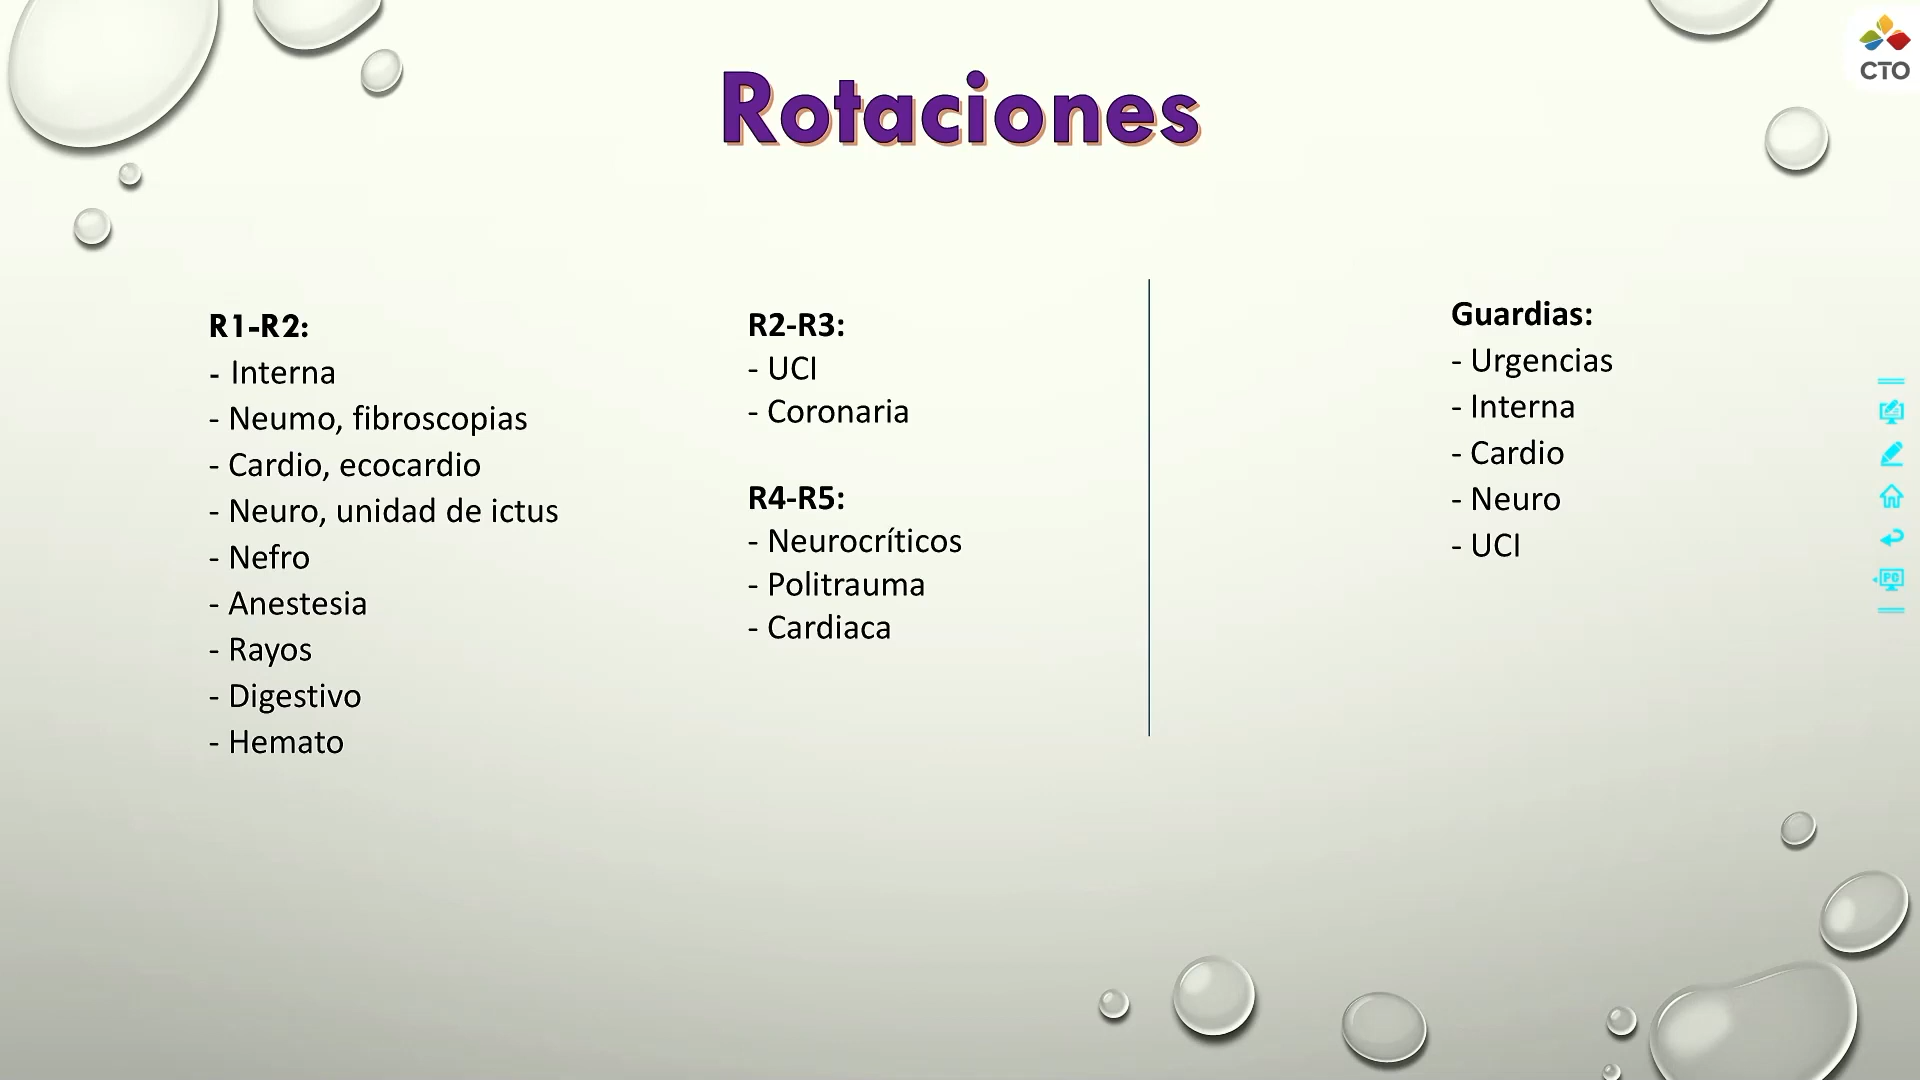 CTO
Rotaciones
R1-R2:
- Interna
- Neumo, fibroscopias
- Cardio, ecocardio
- Neuro, unidad de ictus
- Nefro
- Anestesia
- Rayos
- Digestivo
- Hemato
R2-R3:
- UCI
- Coronaria
R4-R5:
- Neurocríticos
- Politrauma
- Cardiaca
Guardias:
- Urgencias
- Interna
- Cardio
- Neuro
- UCI
PC